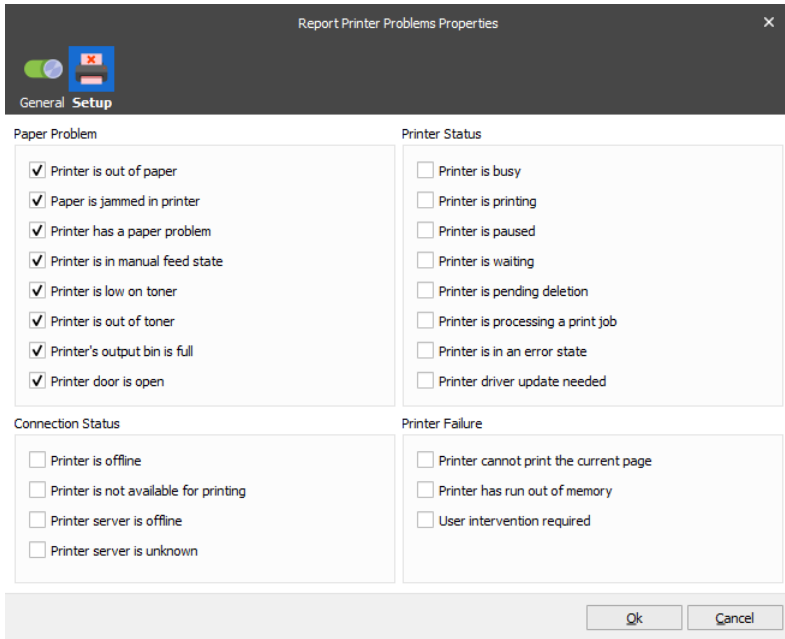 Report Printer Problems Properties
General Setup
Paper Problem
Printer is out of paper
Paper is jammed in printer
Printer has a paper problem
Printer is in manual feed state
Printer is low on toner
Printer is out of toner
Printer's output bin is full
Printer door is open
Printer Status
Printer is busy
Printer is printing
Printer is paused
Printer is waiting
Printer is pending deletion
Printer is processing a print job
Printer is in an error state
Printer driver update needed
Connection Status
Printer is offline
Printer is not available for printing
Printer server is offline
Printer server is unknown
Printer Failure
Printer cannot print the current page
Printer has run out of memory
User intervention required
Ok
Cancel